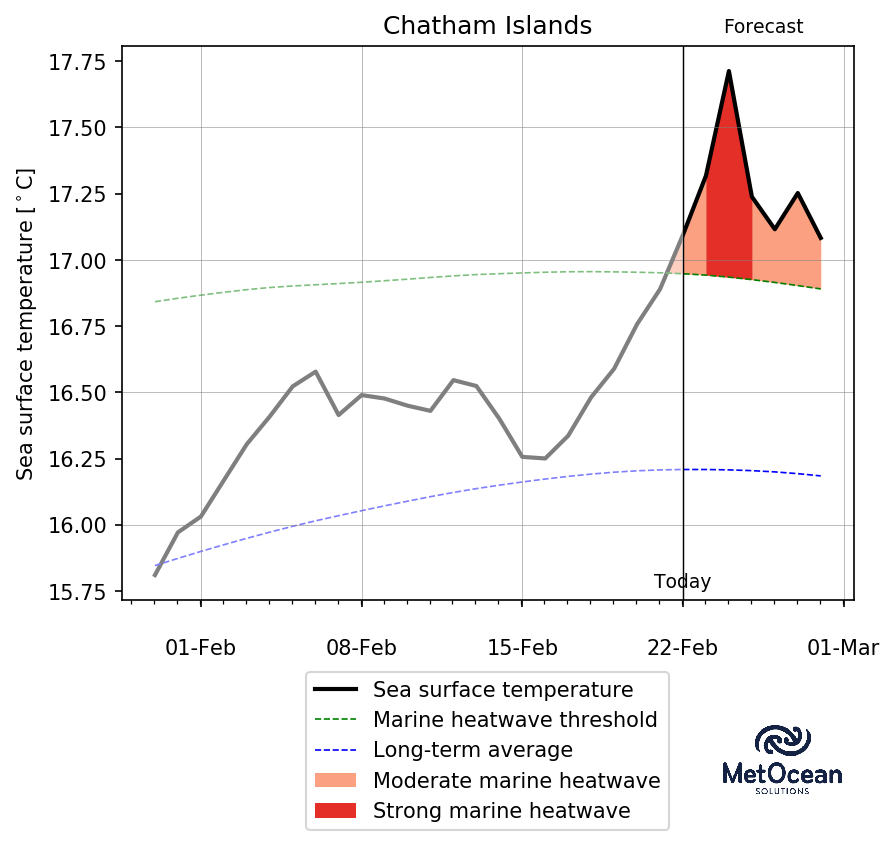 Chatham Islands
Forecast
17.75
17.50
17.25
17.00
16.75
16.50
16.25
16.00
15.75
Sea surface temperature [°C]
Today
01-Feb 08-Feb 15-Feb 22-Feb 01-Mar
Sea surface temperature
Marine heatwave threshold
Long-term average
Moderate marine heatwave
Strong marine heatwave
MetOcean
SOLUTIONS